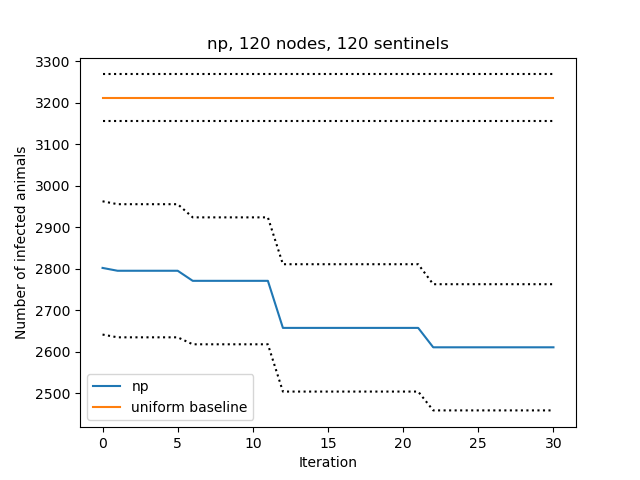 np, 120 nodes, 120 sentinels
3300
3200
3100
3000
2900
2800
2700
2600
2500
Number of infected animals
np
uniform baseline
0 5 10 15 20 25 30
Iteration